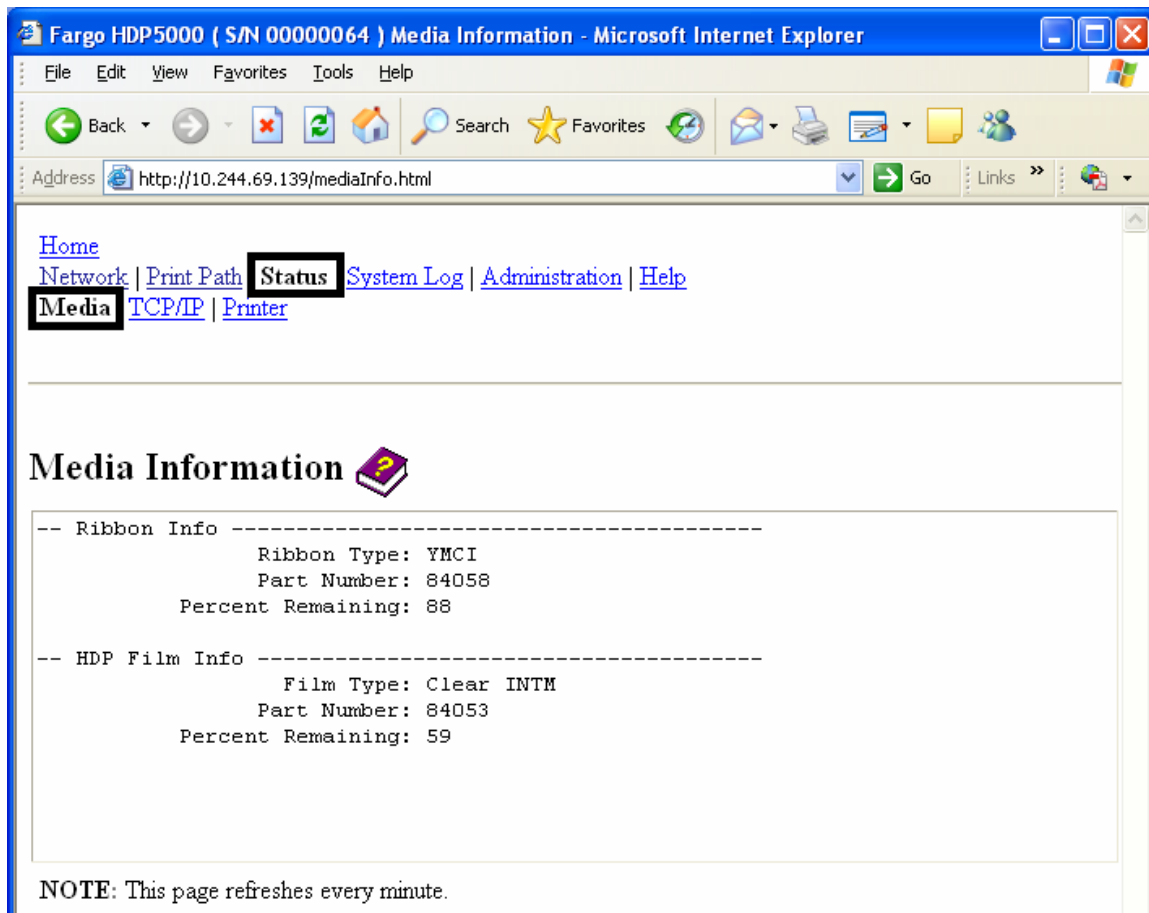 Fargo HDP5000 ( S/N 00000064 ) Media Information - Microsoft Internet Explorer
File Edit View Favorites Tools Help
Back Search Favorites
Address http://10.244.69.139/mediaInfo.html Go Links »
Home
Network | Print Path Status System Log | Administration | Help
Media TCP/IP | Printer
Media Information ?
-- Ribbon Info -----------------------------------------
Ribbon Type: YMCI
Part Number: 84058
Percent Remaining: 88
-- HDP Film Info ---------------------------------------
Film Type: Clear INTM
Part Number: 84053
Percent Remaining: 59
NOTE: This page refreshes every minute.